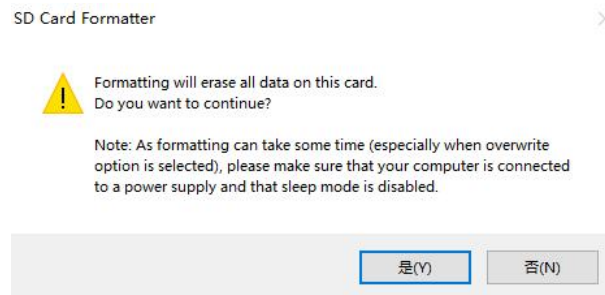 SD Card Formatter
Formatting will erase all data on this card.
Do you want to continue?
Note: As formatting can take some time (especially when overwrite
option is selected), please make sure that your computer is connected
to a power supply and that sleep mode is disabled.
是(Y)
否(N)